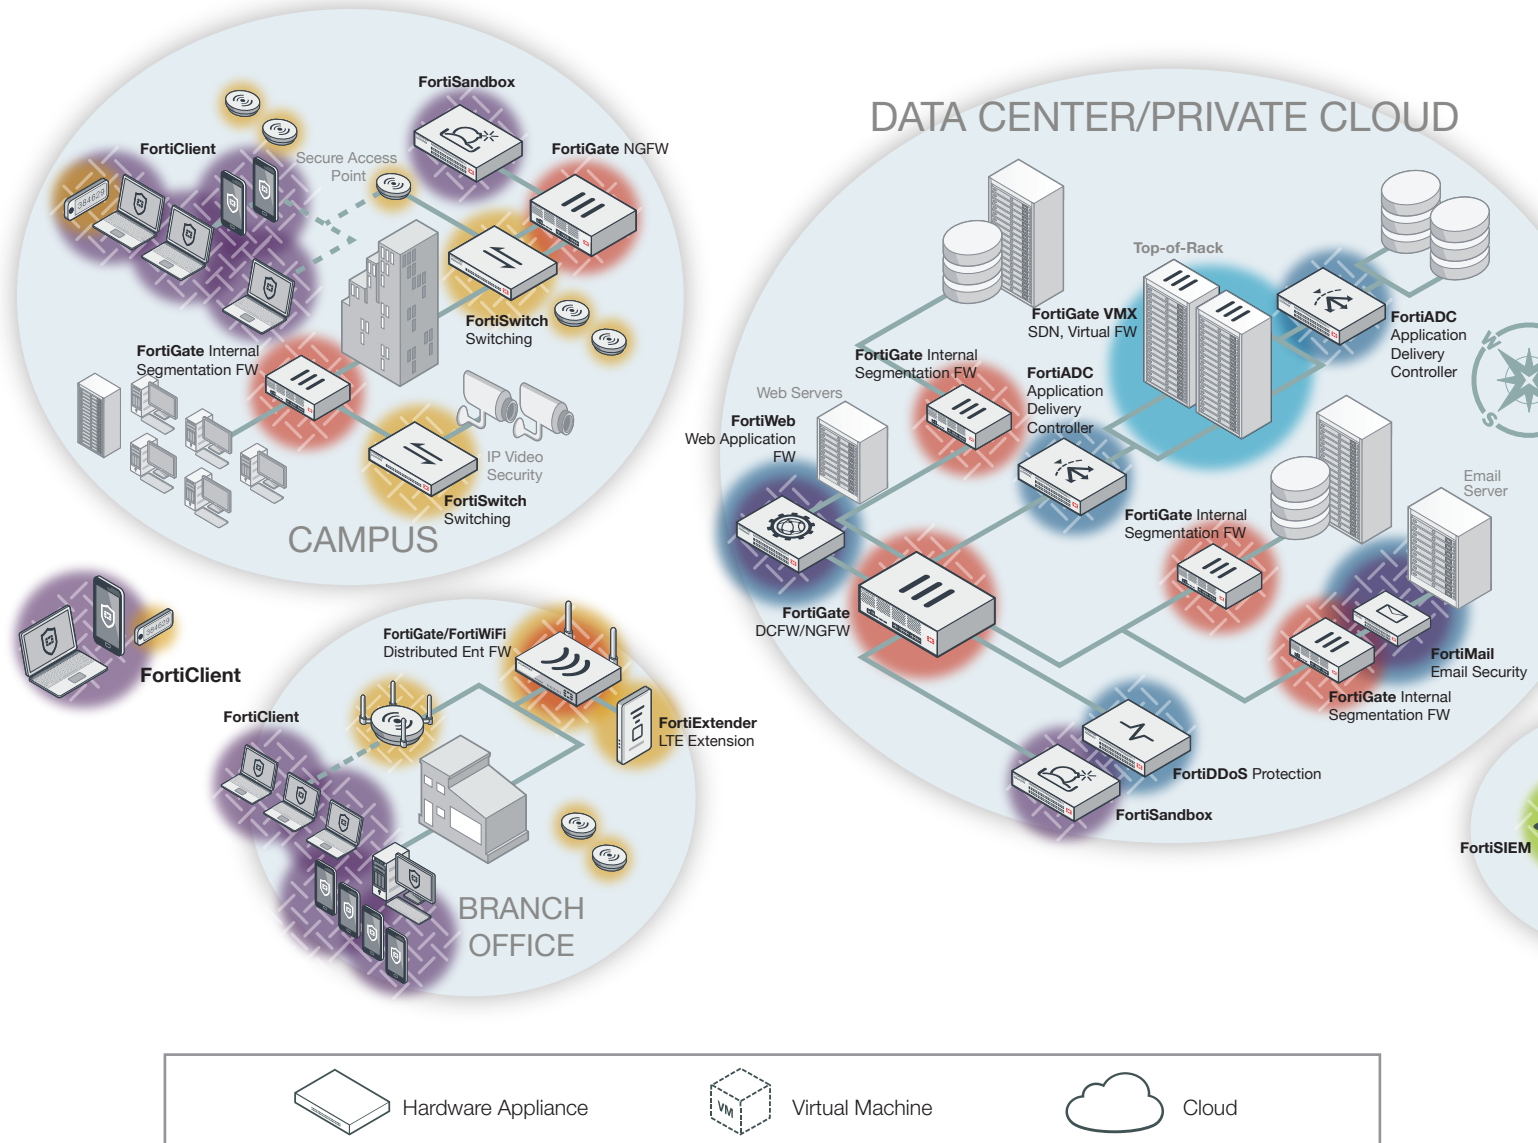 FortiSandbox
FortiClient
Secure Access
Point
FortiGate NGFW
384629
FortiSwitch
Switching
FortiGate Internal
Segmentation FW
IP Video
Security
FortiSwitch
Switching
CAMPUS
384629
FortiClient
FortiGate/FortiWiFi
Distributed Ent FW
FortiClient
FortiExtender
LTE Extension
BRANCH
OFFICE
DATA CENTER/PRIVATE CLOUD
Top-of-Rack
FortiGate VMX
SDN, Virtual FW
FortiADC
Application
Delivery
Controller
W
S
FortiGate Internal
Segmentation FW
FortiADC
Application
Delivery
Controller
Web Servers
FortiWeb
Web Application
FW
Email
Server
FortiGate Internal
Segmentation FW
FortiGate
DCFW/NGFW
FortiMail
Email Security
FortiGate Internal
Segmentation FW
FortiDDoS Protection
FortiSandbox
FortiSIEM
Hardware Appliance
VM
Virtual Machine
Cloud